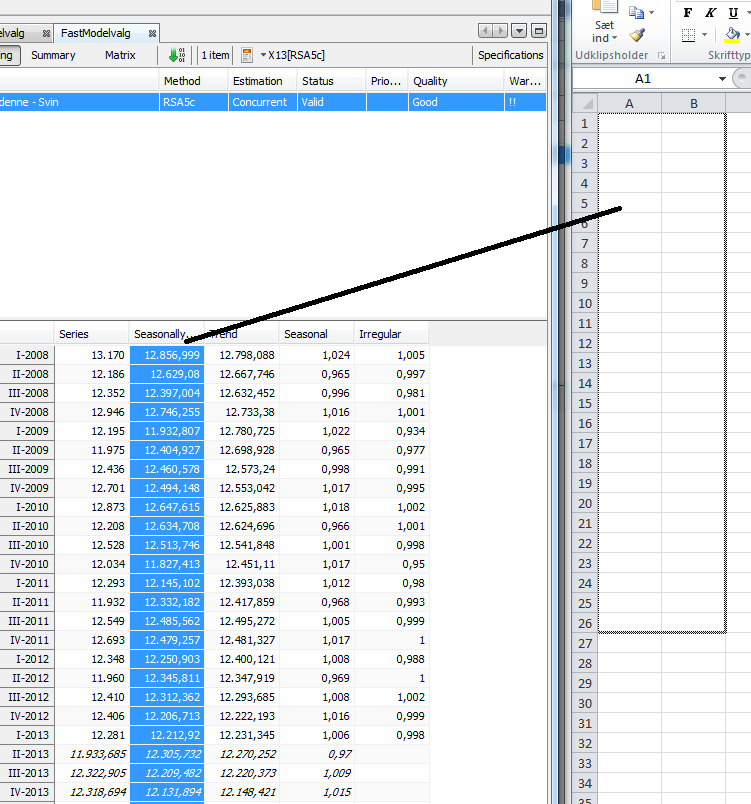 elvalg FastModelvalg
ng Summary Matrix 1 item X13[RSA5c] Specifications
Method Estimation Status Prio... Quality War...
denne - Svin RSA5c Concurrent Valid Good !!
Series Seasonally... Trend Seasonal Irregular
I-2008 13.170 12.856,999 12.798,088 1,024 1,005
II-2008 12.186 12.629,08 12.667,746 0,965 0,997
III-2008 12.352 12.397,004 12.632,452 0,996 0,981
IV-2008 12.946 12.746,255 12.733,38 1,016 1,001
I-2009 12.195 11.932,807 12.780,725 1,022 0,934
II-2009 11.975 12.404,927 12.698,928 0,965 0,977
III-2009 12.436 12.460,578 12.573,24 0,998 0,991
IV-2009 12.701 12.494,148 12.553,042 1,017 0,995
I-2010 12.873 12.647,615 12.625,883 1,018 1,002
II-2010 12.208 12.634,708 12.624,696 0,966 1,001
III-2010 12.528 12.513,746 12.541,848 1,001 0,998
IV-2010 12.034 11.827,413 12.451,11 1,017 0,95
I-2011 12.293 12.145,102 12.393,038 1,012 0,98
II-2011 11.932 12.332,182 12.417,859 0,968 0,993
III-2011 12.549 12.485,562 12.495,272 1,005 0,999
IV-2011 12.693 12.479,257 12.481,327 1,017 1
I-2012 12.348 12.250,903 12.400,121 1,008 0,988
II-2012 11.960 12.345,811 12.347,919 0,969 1
III-2012 12.410 12.312,362 12.293,685 1,008 1,002
IV-2012 12.406 12.206,713 12.222,193 1,016 0,999
I-2013 12.281 12.212,92 12.231,345 1,006 0,998
II-2013 11.933,685 12.305,732 12.270,252 0,97
III-2013 12.322,905 12.209,482 12.220,373 1,009
IV-2013 12.318,694 12.131,894 12.148,421 1,015
Sæt
ind
F K U
Udklipsholder Skrifttyp
A1
A B
1
2
3
4
5
6
7
8
9
10
11
12
13
14
15
16
17
18
19
20
21
22
23
24
25
26
27
28
29
30
31
32
33
34
35